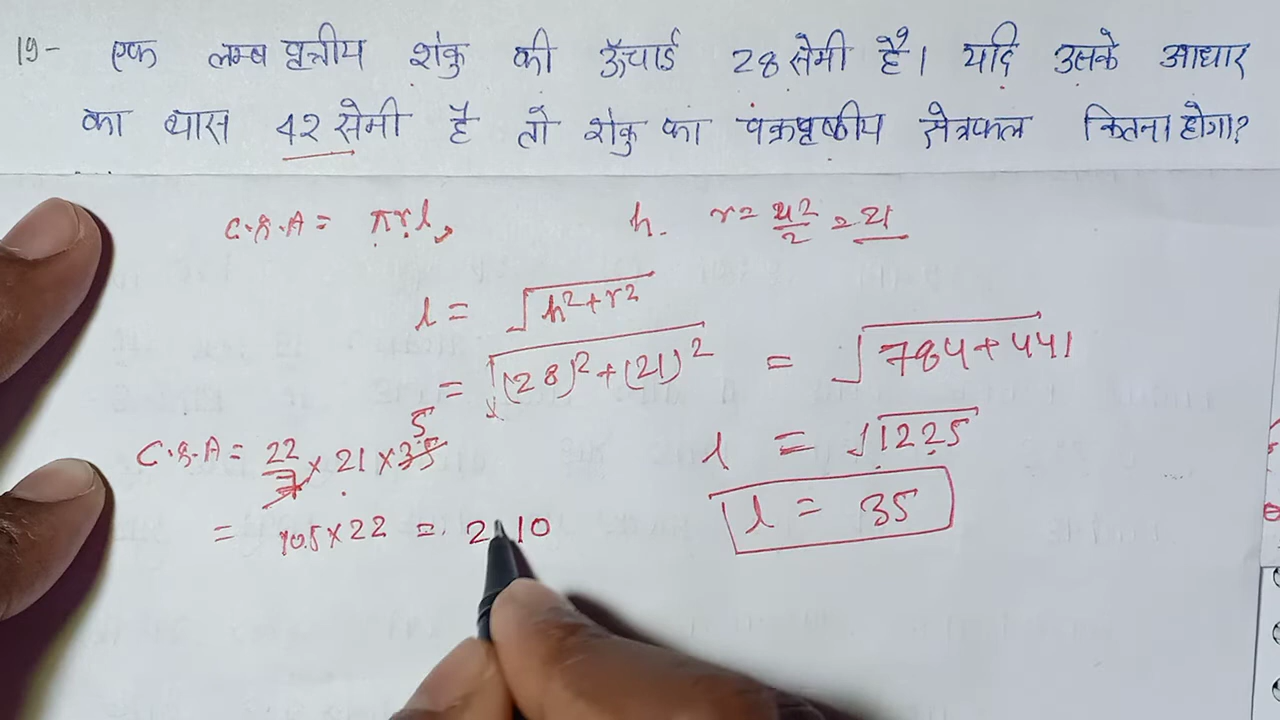 19- एक लम्ब वृत्तीय शंकु की ऊँचाई 28 सेमी है। यदि उसके आधार
का व्यास 42 सेमी है तो शंकु का वक्रपृष्ठीय क्षेत्रफल कितना होगा?
C.S.A = πrl,
h. r = 42/2 = 21
l = √(h²+r²)
= √((28)²+(21)²) = √(784+441)
l = √1225
l = 35
C.S.A = 22/7 × 21 × 35 5
= 105 × 22 = 2310